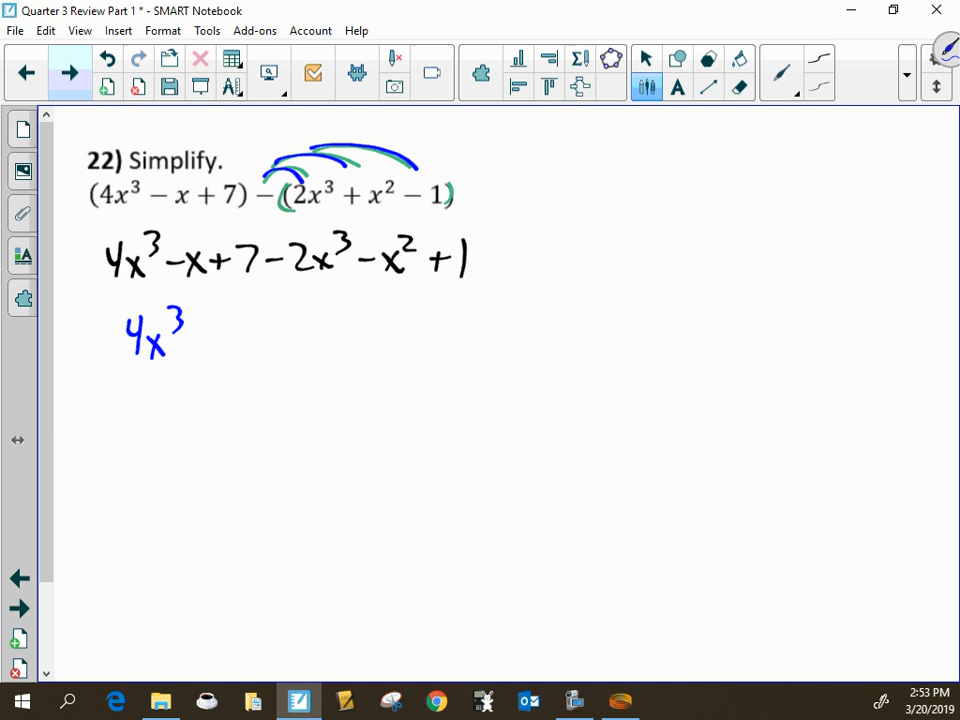 Quarter 3 Review Part 1 * - SMART Notebook
File Edit View Insert Format Tools Add-ons Account Help
22) Simplify.
(4x³ − x + 7) − (2x³ + x² − 1)
4x³ - x + 7 - 2x³ - x² + 1
4x³
2:53 PM
3/20/2019